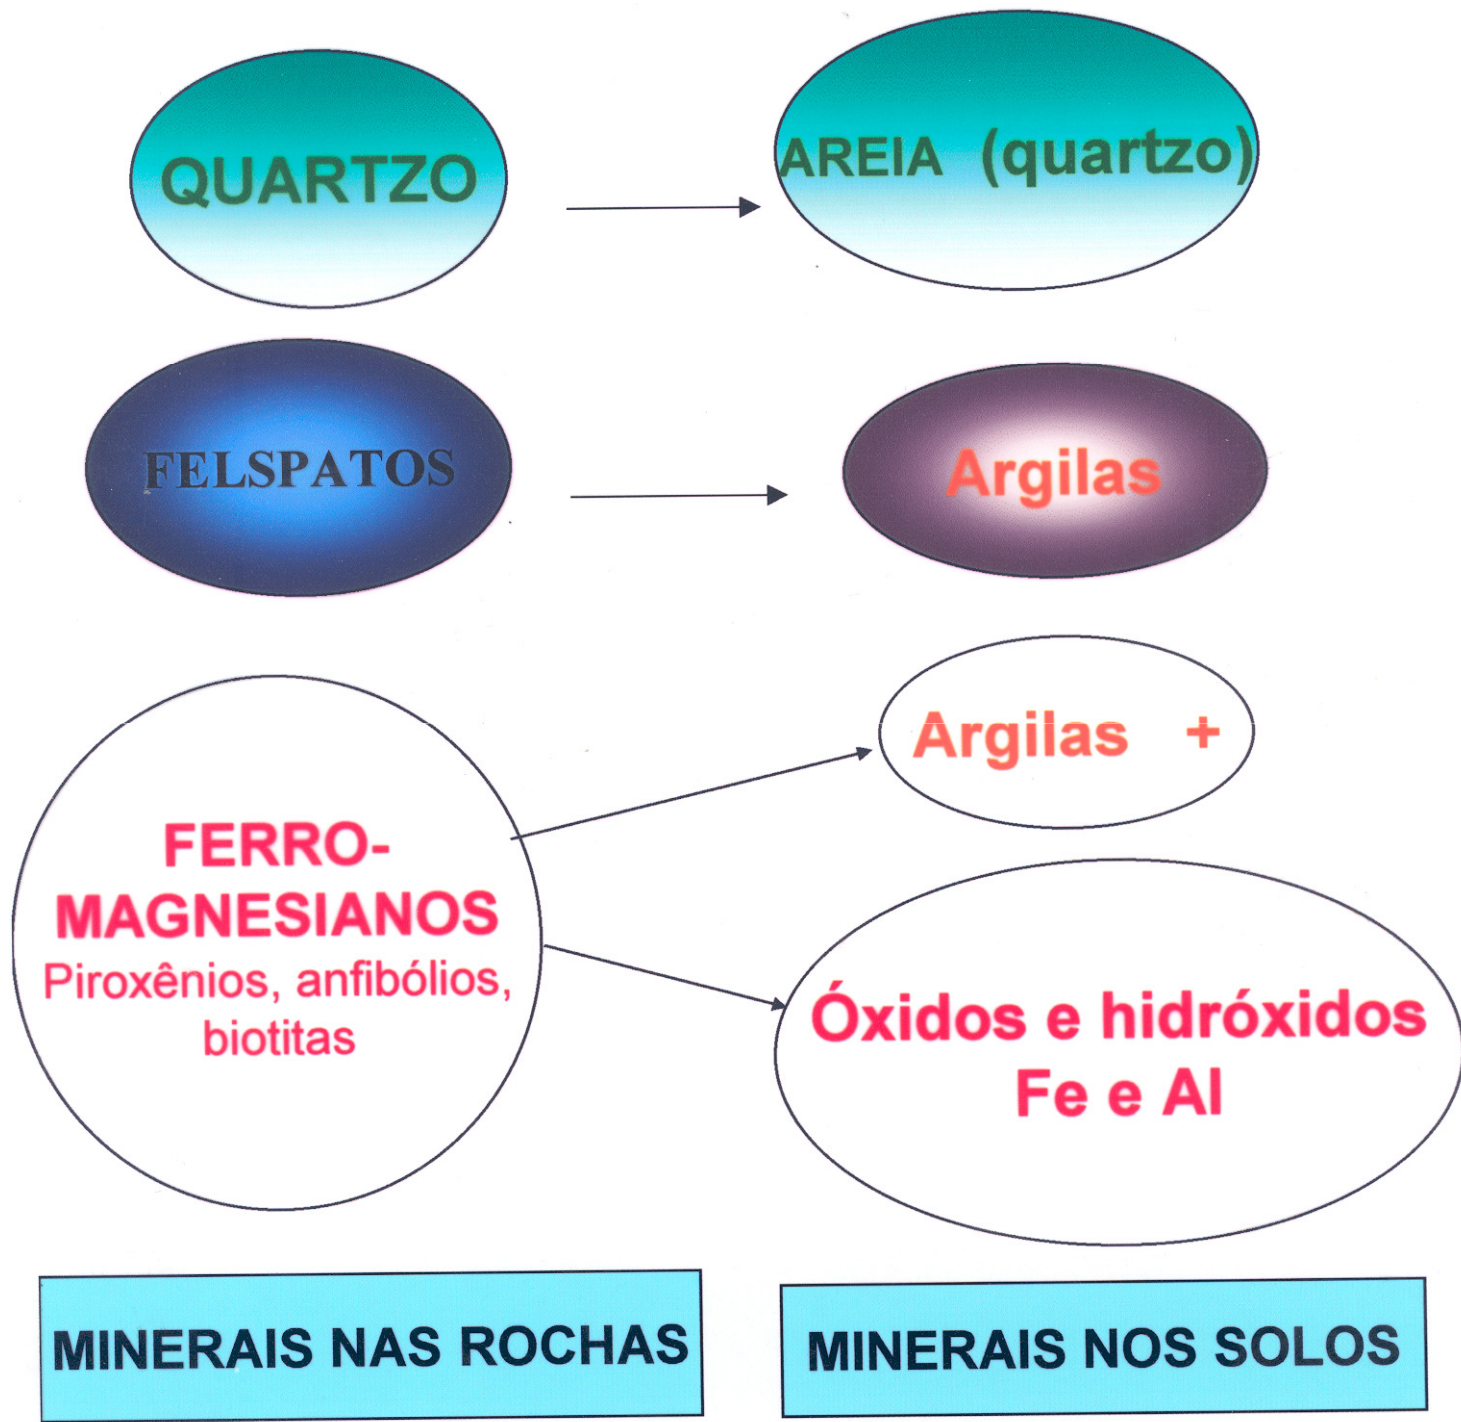 QUARTZO
AREIA (quartzo)
FELSPATOS
Argilas
Argilas +
FERRO-
MAGNESIANOS
Piroxênios, anfibólios,
biotitas
Óxidos e hidróxidos
Fe e Al
MINERAIS NAS ROCHAS
MINERAIS NOS SOLOS